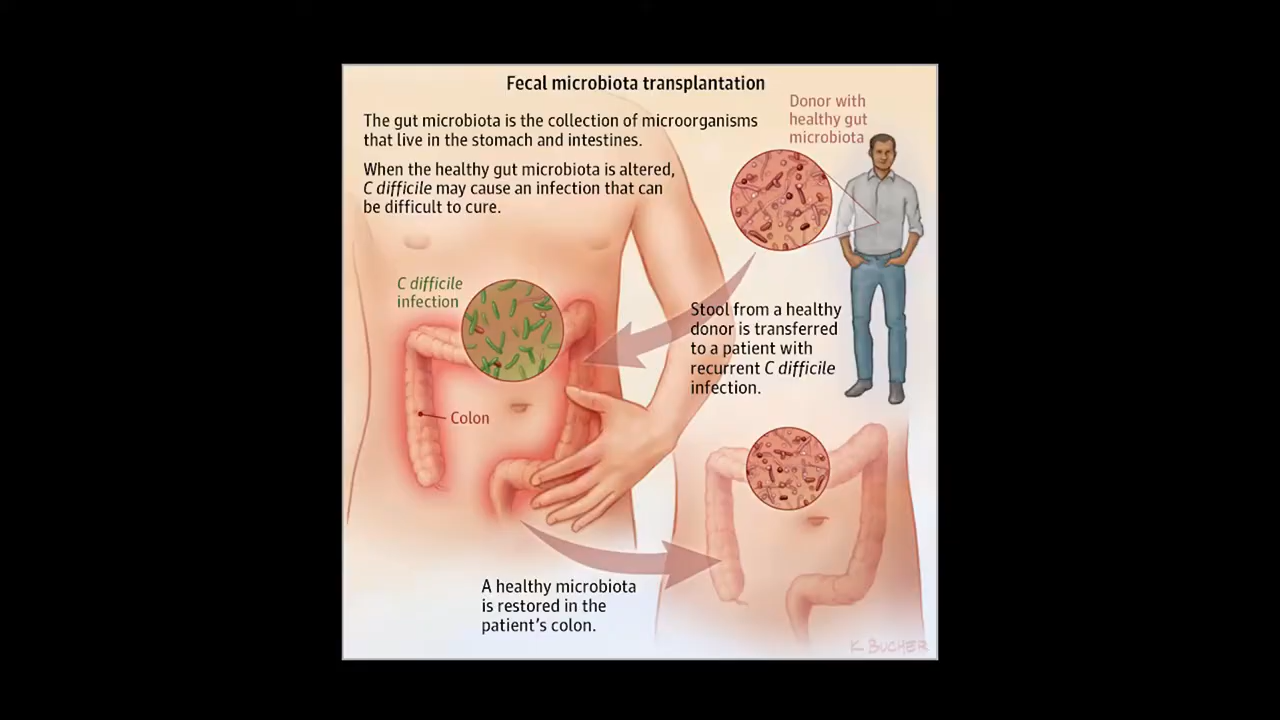 Fecal microbiota transplantation
The gut microbiota is the collection of microorganisms
that live in the stomach and intestines.
When the healthy gut microbiota is altered,
C difficile may cause an infection that can
be difficult to cure.
Donor with
healthy gut
microbiota
C difficile
infection
Stool from a healthy
donor is transferred
to a patient with
recurrent C difficile
infection.
Colon
A healthy microbiota
is restored in the
patient's colon.
K. BUCHER